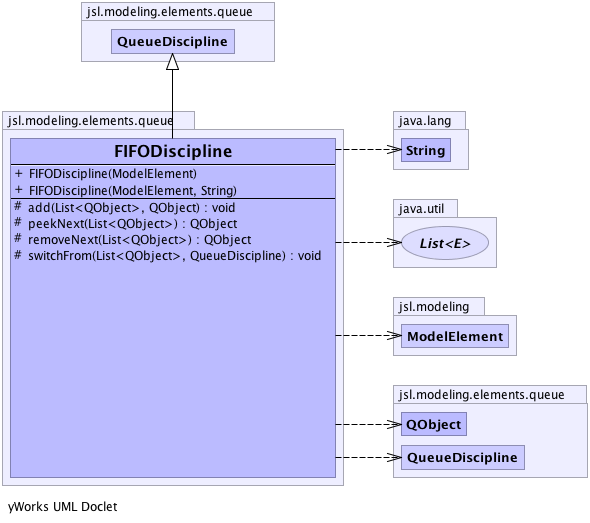 jsl.modeling.elements.queue
QueueDiscipline
jsl.modeling.elements.queue
FIFODiscipline
+ FIFODiscipline(ModelElement)
+ FIFODiscipline(ModelElement, String)
# add(List<QObject>, QObject) : void
# peekNext(List<QObject>) : QObject
# removeNext(List<QObject>) : QObject
# switchFrom(List<QObject>, QueueDiscipline) : void
java.lang
String
java.util
List<E>
jsl.modeling
ModelElement
jsl.modeling.elements.queue
QObject
QueueDiscipline
yWorks UML Doclet